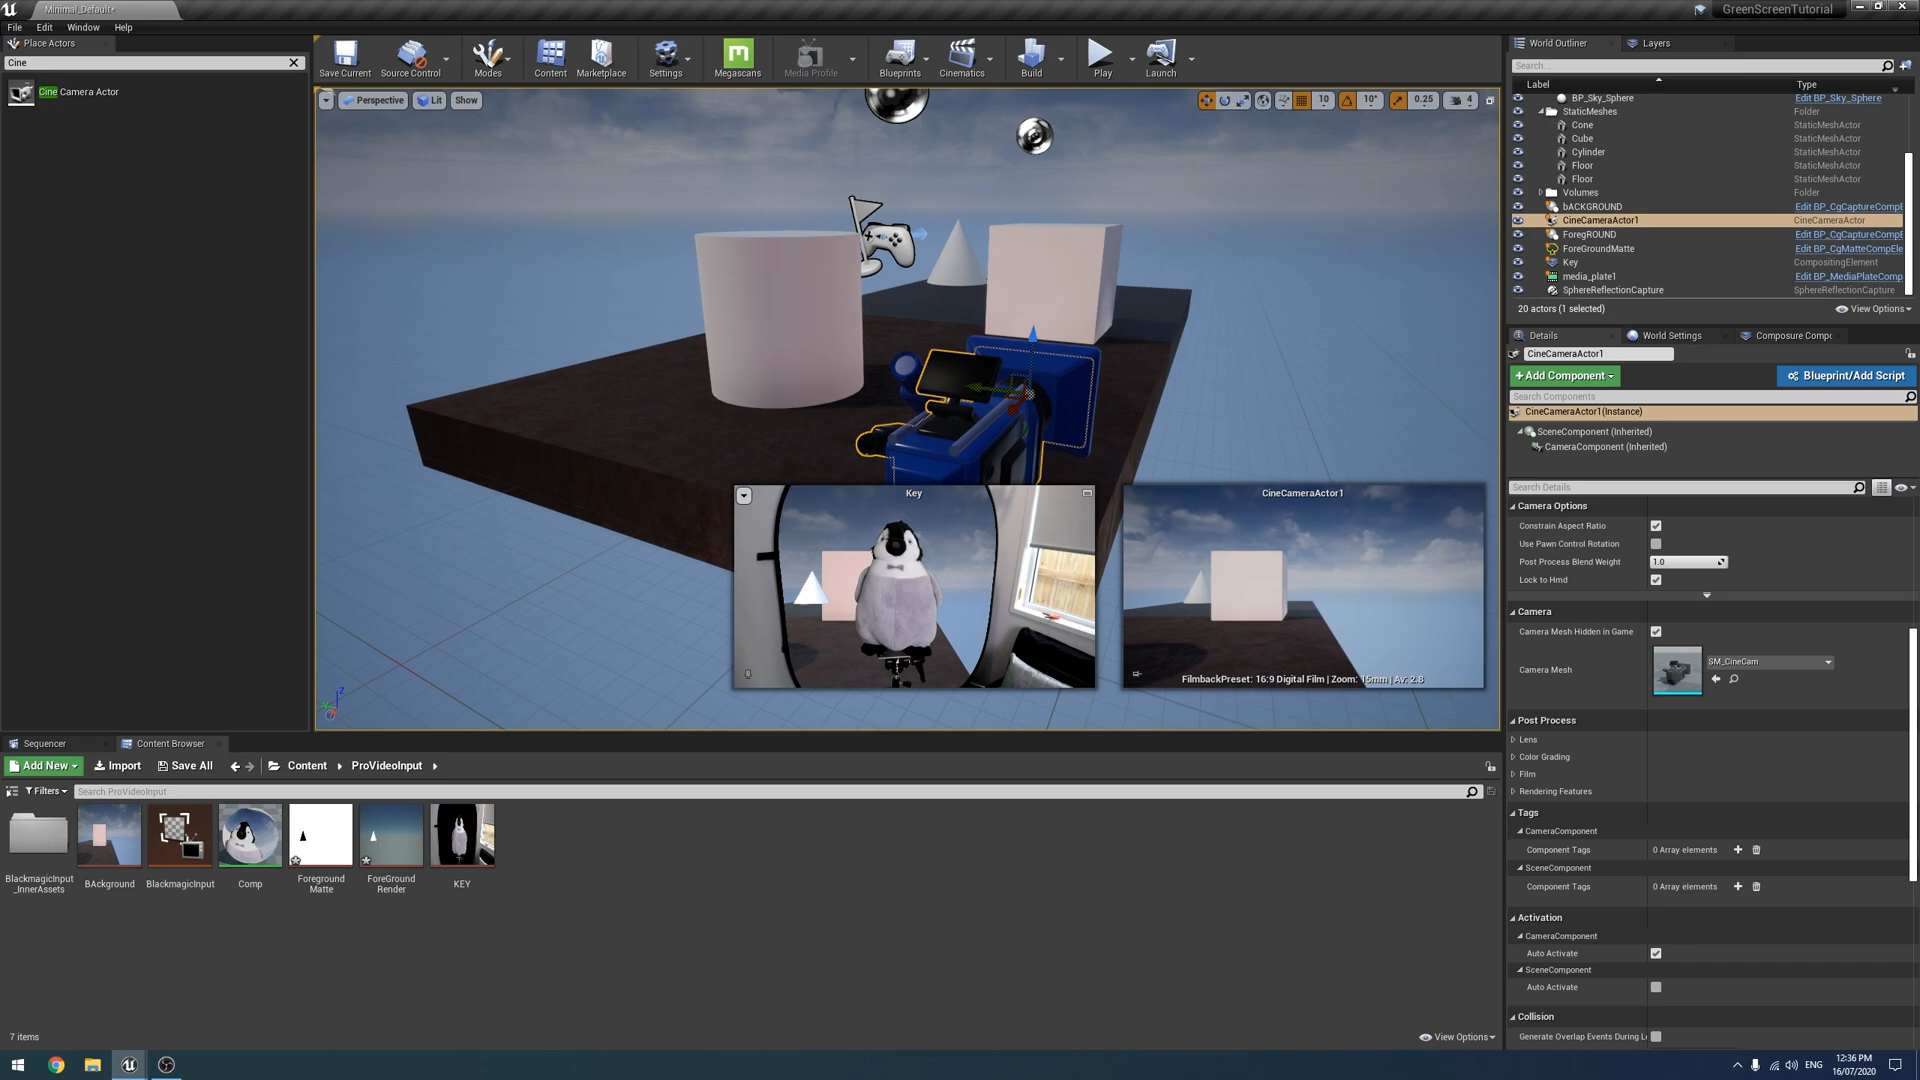 Minimal_Default*
GreenScreenTutorial
File Edit Window Help
Place Actors
Cine
Cine Camera Actor
Save Current
Source Control
Modes
Content
Marketplace
Settings
Megascans
Media Profile
Blueprints
Cinematics
Build
Play
Launch
Perspective
Lit
Show
10
10°
0.25
4
Key
CineCameraActor1
FilmbackPreset: 16:9 Digital Film | Zoom: 15mm | Av: 2.8
World Outliner
Layers
Search...
Label Type
BP_Sky_Sphere Edit BP_Sky_Sphere
StaticMeshes Folder
Cone StaticMeshActor
Cube StaticMeshActor
Cylinder StaticMeshActor
Floor StaticMeshActor
Floor StaticMeshActor
Volumes Folder
bACKGROUND Edit BP_CgCaptureCompE
CineCameraActor1 CineCameraActor
ForegROUND Edit BP_CgCaptureCompE
ForeGroundMatte Edit BP_CgMatteCompEle
Key CompositingElement
media_plate1 Edit BP_MediaPlateComp
SphereReflectionCapture SphereReflectionCapture
20 actors (1 selected)
View Options
Details
World Settings
Composure Compo
CineCameraActor1
+Add Component
Blueprint/Add Script
Search Components
CineCameraActor1(Instance)
SceneComponent (Inherited)
CameraComponent (Inherited)
Search Details
Camera Options
Constrain Aspect Ratio
Use Pawn Control Rotation
Post Process Blend Weight 1.0
Lock to Hmd
Camera
Camera Mesh Hidden in Game
Camera Mesh SM_CineCam
Post Process
Lens
Color Grading
Film
Rendering Features
Tags
CameraComponent
Component Tags 0 Array elements
SceneComponent
Component Tags 0 Array elements
Activation
CameraComponent
Auto Activate
SceneComponent
Auto Activate
Collision
Generate Overlap Events During L
Sequencer
Content Browser
Add New
Import
Save All
Content
ProVideoInput
Filters
Search ProVideoInput
BlackmagicInput
_InnerAssets
BAckground
BlackmagicInput
Comp
Foreground
Matte
ForeGround
Render
KEY
7 items
View Options
ENG
12:36 PM
16/07/2020